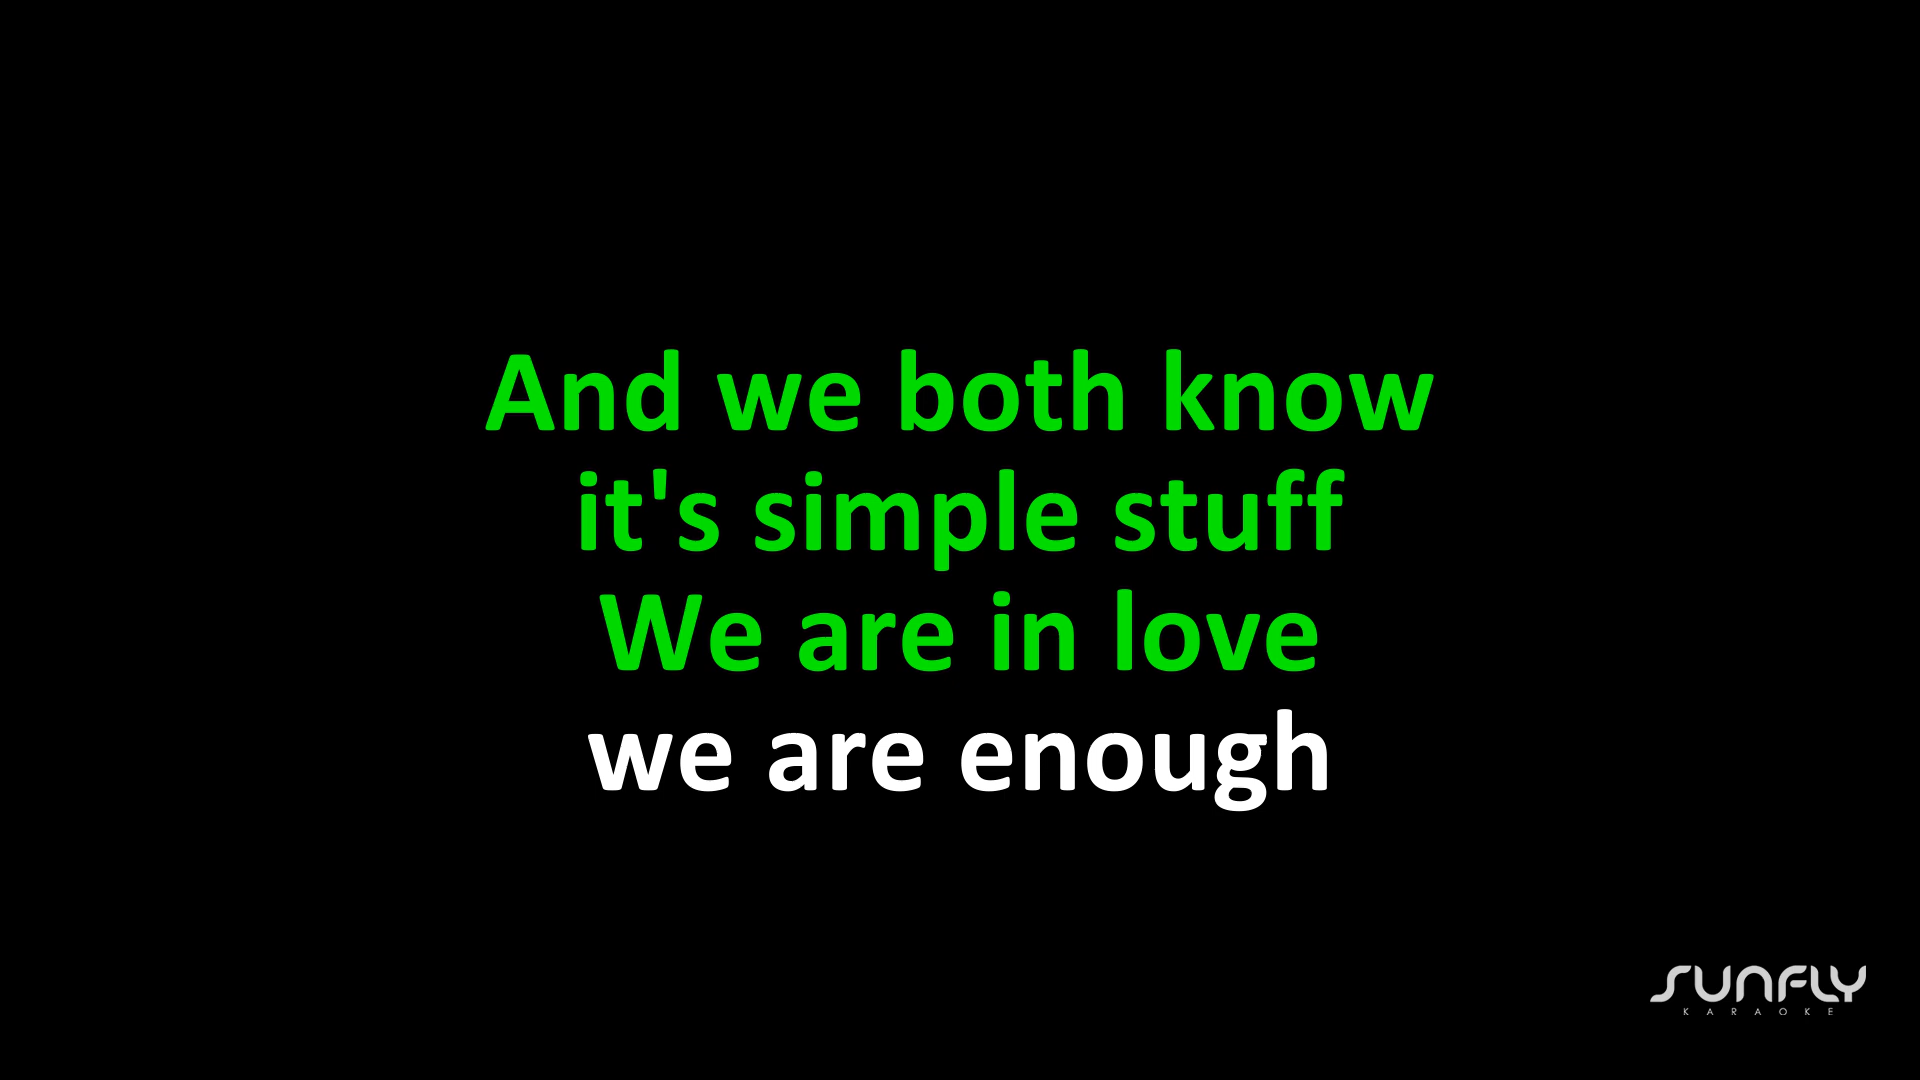 And we both know
it's simple stuff
We are in love
we are enough
SUNFLY
KARAOKE